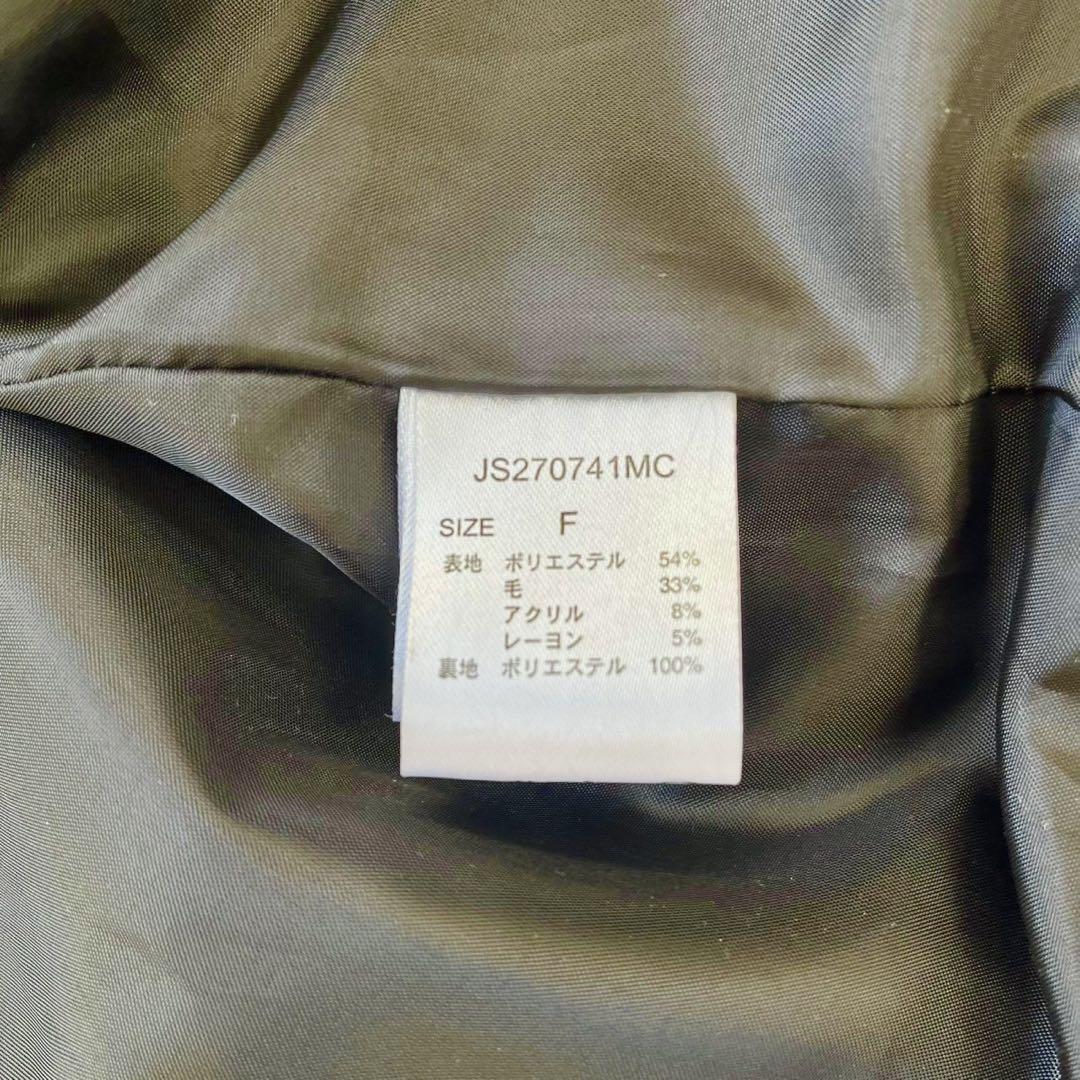 JS270741MC
SIZE F
表地 ポリエステル 54%
毛 33%
アクリル 8%
レーヨン 5%
裏地 ポリエステル 100%